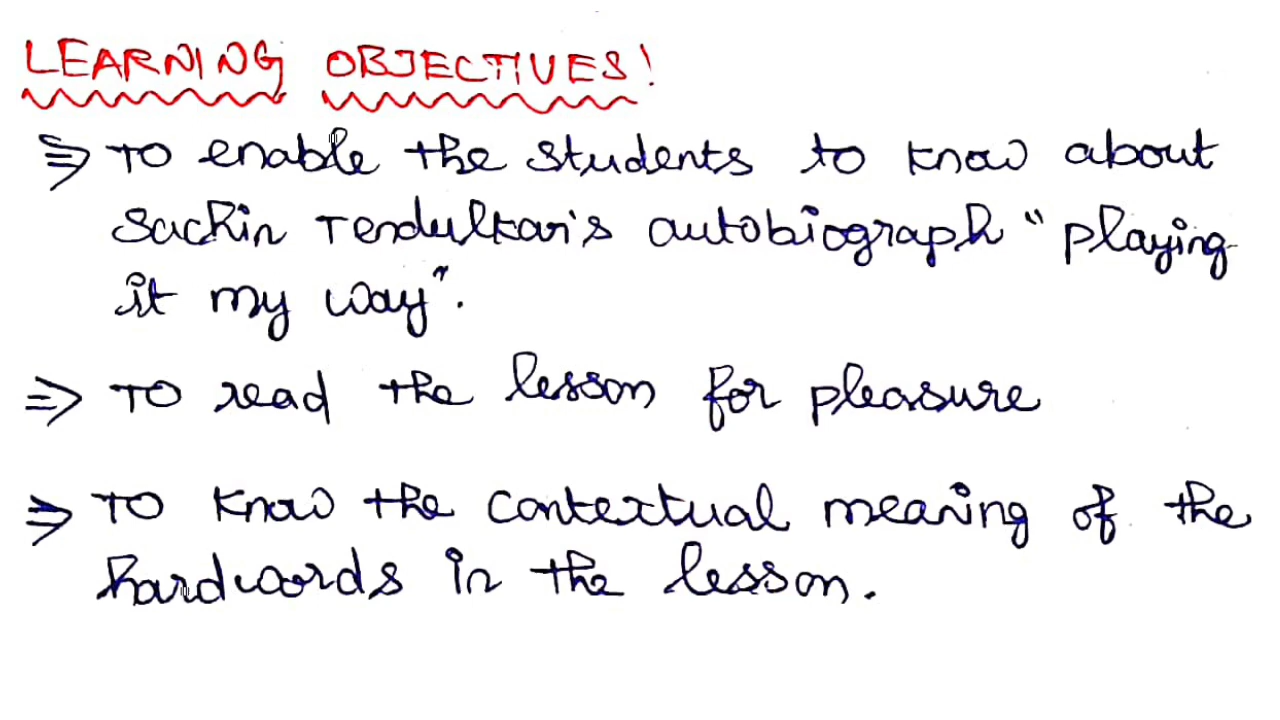 LEARNING OBJECTIVES!
⇒ To enable the students to know about
Sachin Tendulkar's autobiograph "playing
it my way".
⇒ To read the lesson for pleasure
⇒ To know the contextual meaning of the
hardwords in the lesson.